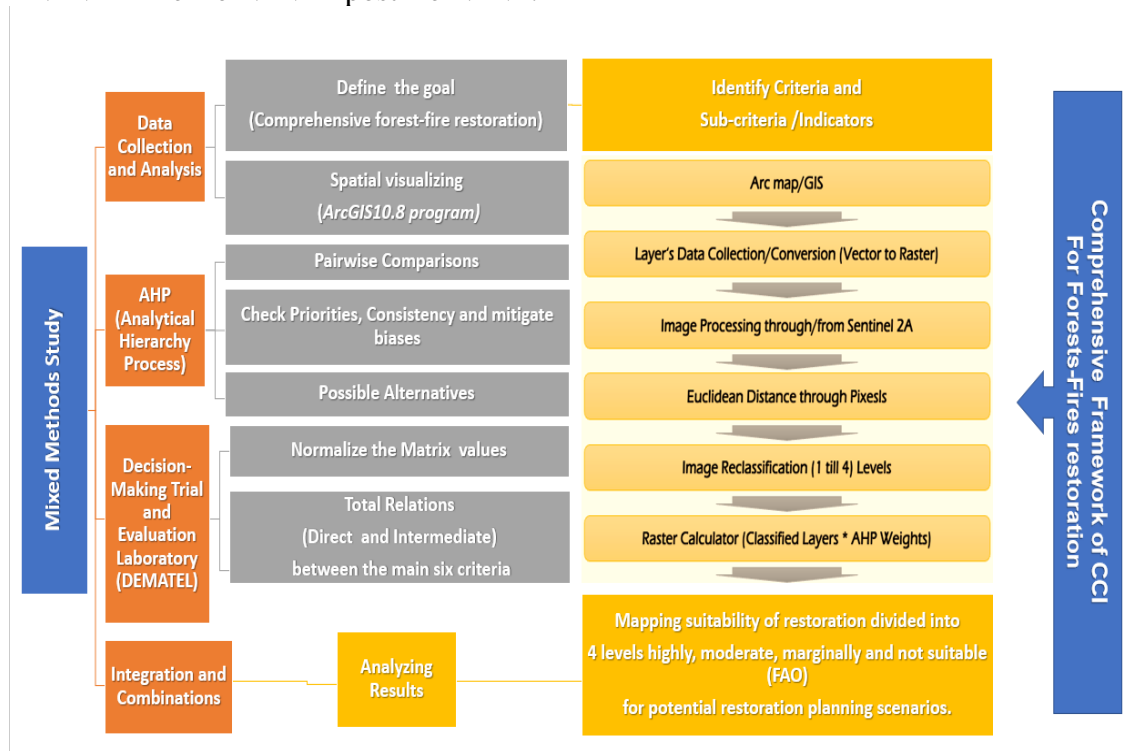 Mixed Methods Study
Data
Collection
and Analysis
Define the goal
(Comprehensive forest-fire restoration)
Spatial visualizing
(ArcGIS10.8 program)
AHP
(Analytical
Hierarchy
Process)
Pairwise Comparisons
Check Priorities, Consistency and mitigate
biases
Possible Alternatives
Decision-
Making Trial
and
Evaluation
Laboratory
(DEMATEL)
Normalize the Matrix values
Total Relations
(Direct and Intermediate)
between the main six criteria
Integration and
Combinations
Analyzing
Results
Identify Criteria and
Sub-criteria /Indicators
Arc map/GIS
Layer's Data Collection/Conversion (Vector to Raster)
Image Processing through/from Sentinel 2A
Euclidean Distance through Pixesls
Image Reclassification (1 till 4) Levels
Raster Calculator (Classified Layers * AHP Weights)
Mapping suitability of restoration divided into
4 levels highly, moderate, marginally and not suitable
(FAO)
for potential restoration planning scenarios.
Comprehensive Framework of CCI
For Forests-Fires restoration